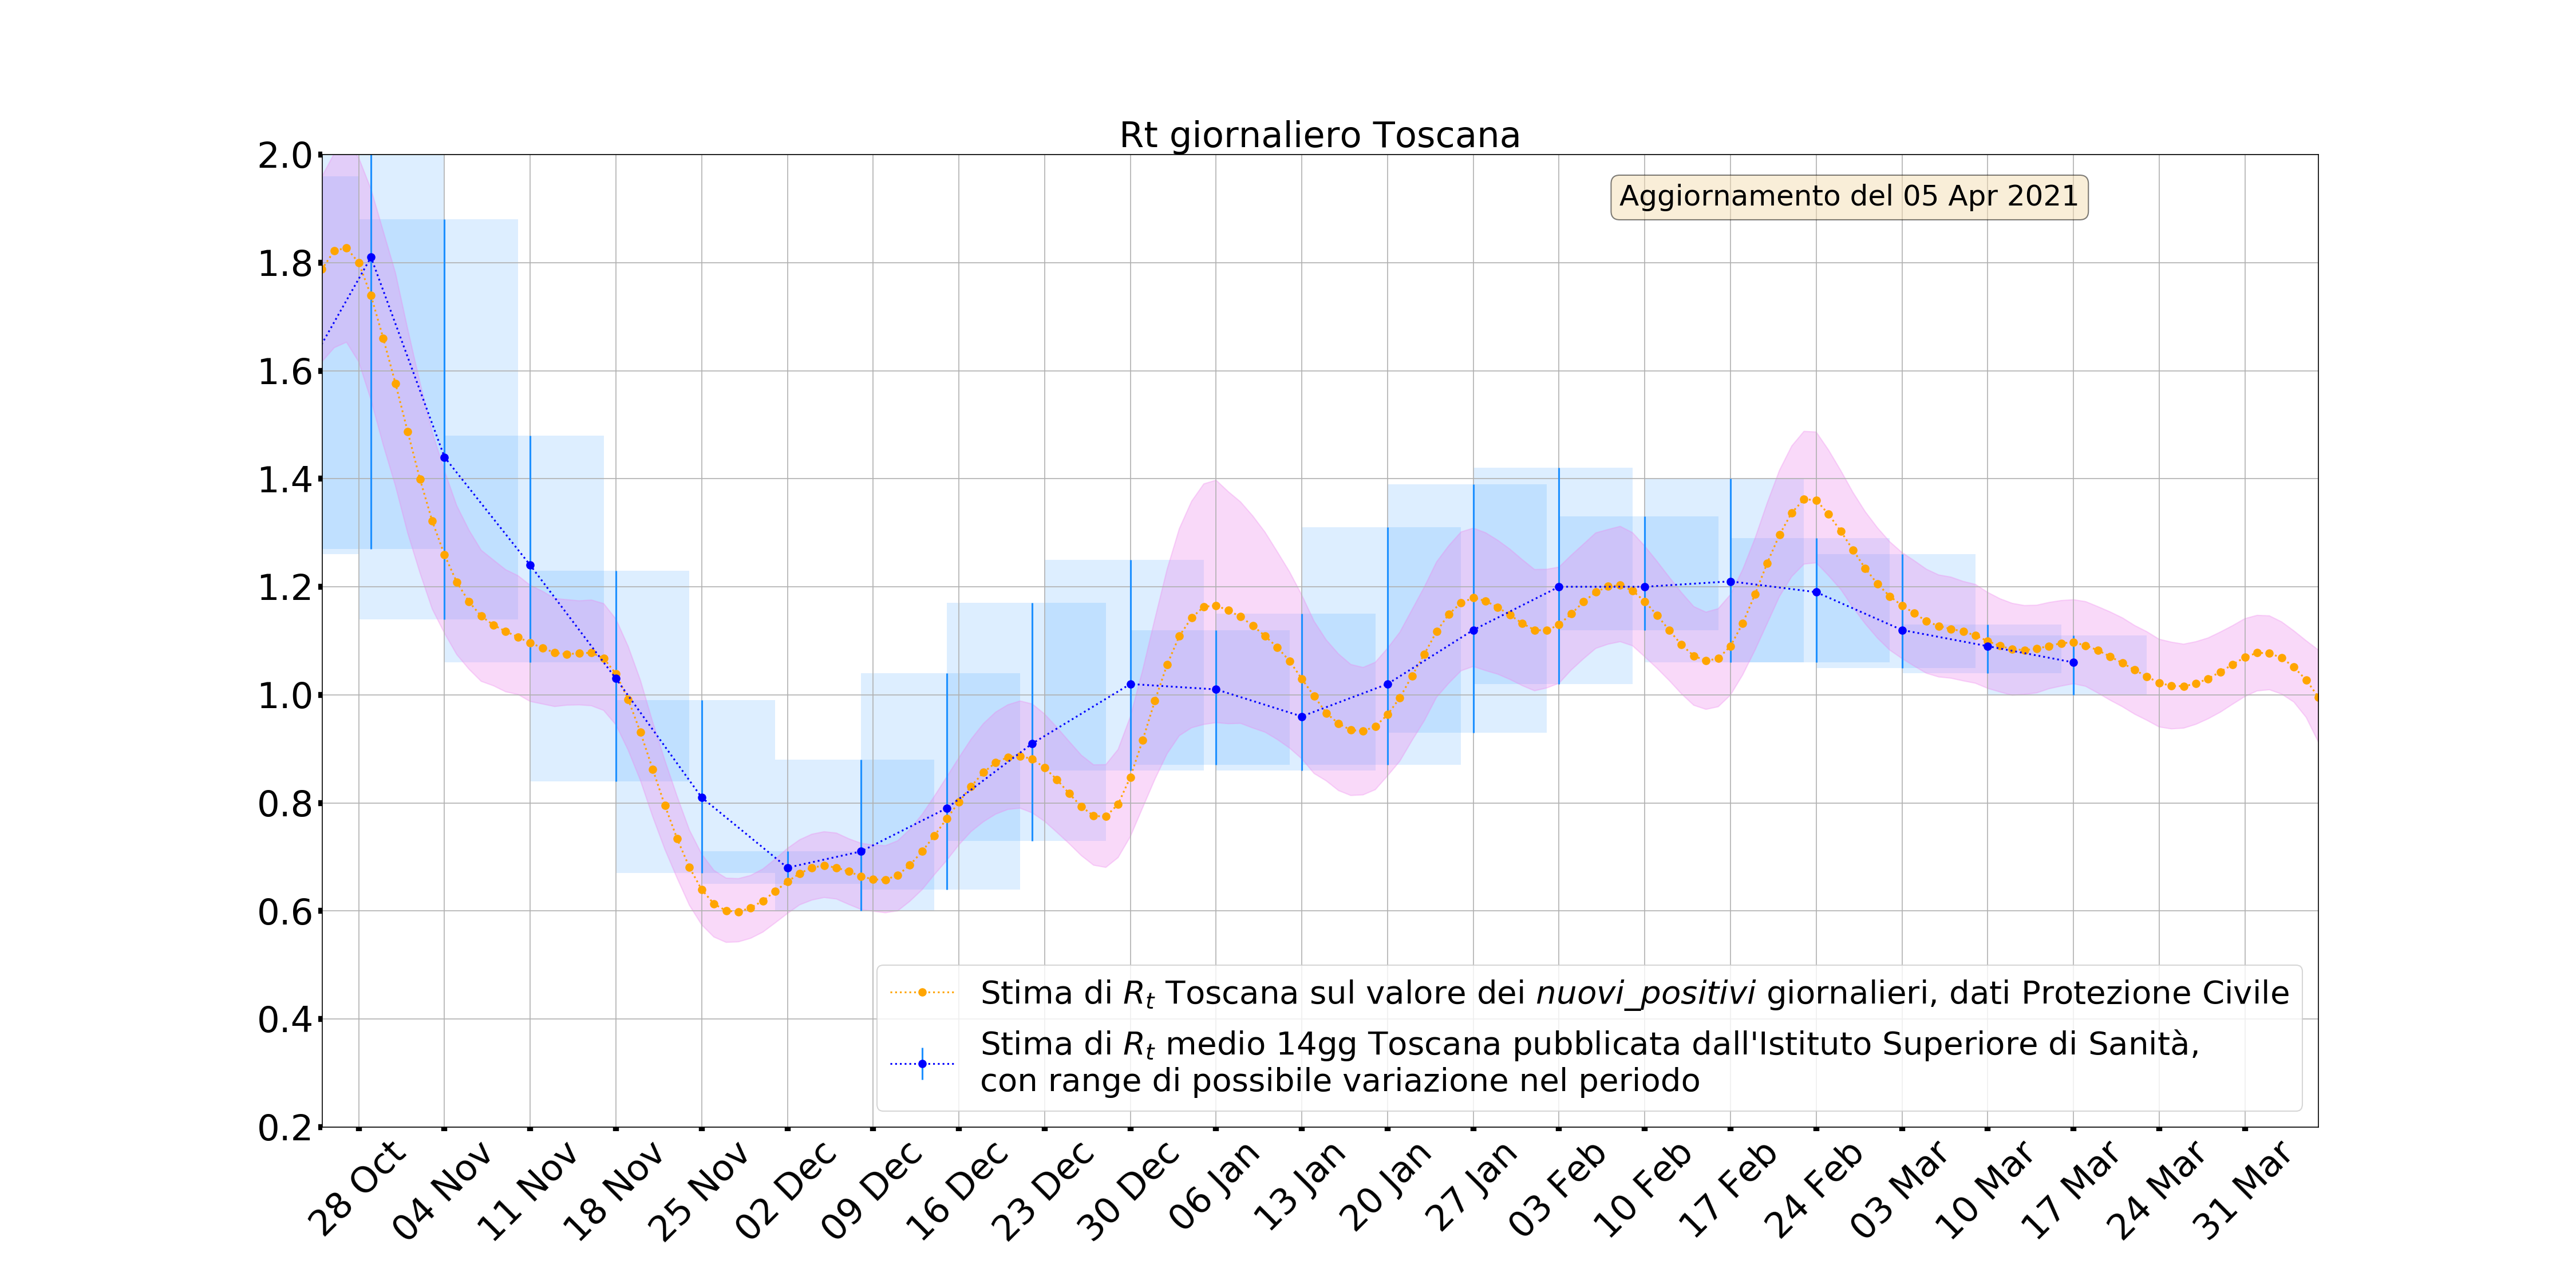 Rt giornaliero Toscana
Aggiornamento del 05 Apr 2021
2.0
1.8
1.6
1.4
1.2
1.0
0.8
0.6
0.4
0.2
Stima di Rt Toscana sul valore dei nuovi_positivi giornalieri, dati Protezione Civile
Stima di Rt medio 14gg Toscana pubblicata dall'Istituto Superiore di Sanità,
con range di possibile variazione nel periodo
28 Oct
04 Nov
11 Nov
18 Nov
25 Nov
02 Dec
09 Dec
16 Dec
23 Dec
30 Dec
06 Jan
13 Jan
20 Jan
27 Jan
03 Feb
10 Feb
17 Feb
24 Feb
03 Mar
10 Mar
17 Mar
24 Mar
31 Mar